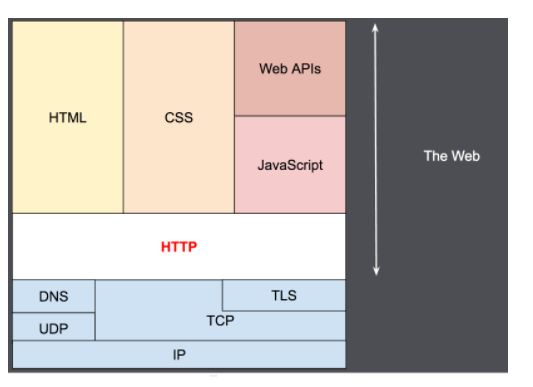 Web APIs
HTML
CSS
JavaScript
The Web
HTTP
DNS
TLS
UDP
TCP
IP